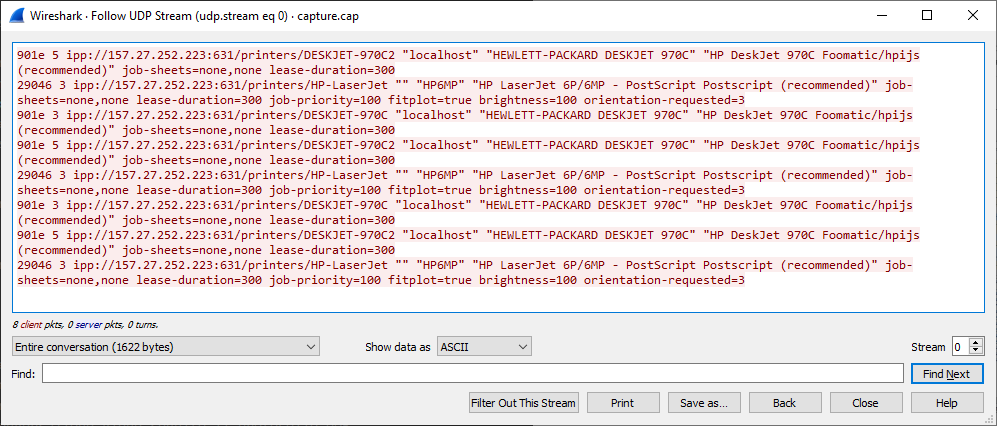 Wireshark · Follow UDP Stream (udp.stream eq 0) · capture.cap
901e 5 ipp://157.27.252.223:631/printers/DESKJET-970C2 "localhost" "HEWLETT-PACKARD DESKJET 970C" "HP DeskJet 970C Foomatic/hpijs
(recommended)" job-sheets=none,none lease-duration=300
29046 3 ipp://157.27.252.223:631/printers/HP-LaserJet "" "HP6MP" "HP LaserJet 6P/6MP - PostScript Postscript (recommended)" job-
sheets=none,none lease-duration=300 job-priority=100 fitplot=true brightness=100 orientation-requested=3
901e 3 ipp://157.27.252.223:631/printers/DESKJET-970C "localhost" "HEWLETT-PACKARD DESKJET 970C" "HP DeskJet 970C Foomatic/hpijs
(recommended)" job-sheets=none,none lease-duration=300
901e 5 ipp://157.27.252.223:631/printers/DESKJET-970C2 "localhost" "HEWLETT-PACKARD DESKJET 970C" "HP DeskJet 970C Foomatic/hpijs
(recommended)" job-sheets=none,none lease-duration=300
29046 3 ipp://157.27.252.223:631/printers/HP-LaserJet "" "HP6MP" "HP LaserJet 6P/6MP - PostScript Postscript (recommended)" job-
sheets=none,none lease-duration=300 job-priority=100 fitplot=true brightness=100 orientation-requested=3
901e 3 ipp://157.27.252.223:631/printers/DESKJET-970C "localhost" "HEWLETT-PACKARD DESKJET 970C" "HP DeskJet 970C Foomatic/hpijs
(recommended)" job-sheets=none,none lease-duration=300
901e 5 ipp://157.27.252.223:631/printers/DESKJET-970C2 "localhost" "HEWLETT-PACKARD DESKJET 970C" "HP DeskJet 970C Foomatic/hpijs
(recommended)" job-sheets=none,none lease-duration=300
29046 3 ipp://157.27.252.223:631/printers/HP-LaserJet "" "HP6MP" "HP LaserJet 6P/6MP - PostScript Postscript (recommended)" job-
sheets=none,none lease-duration=300 job-priority=100 fitplot=true brightness=100 orientation-requested=3
8 client pkts, 0 server pkts, 0 turns.
Entire conversation (1622 bytes) Show data as ASCII Stream 0
Find: Find Next
Filter Out This Stream Print Save as... Back Close Help